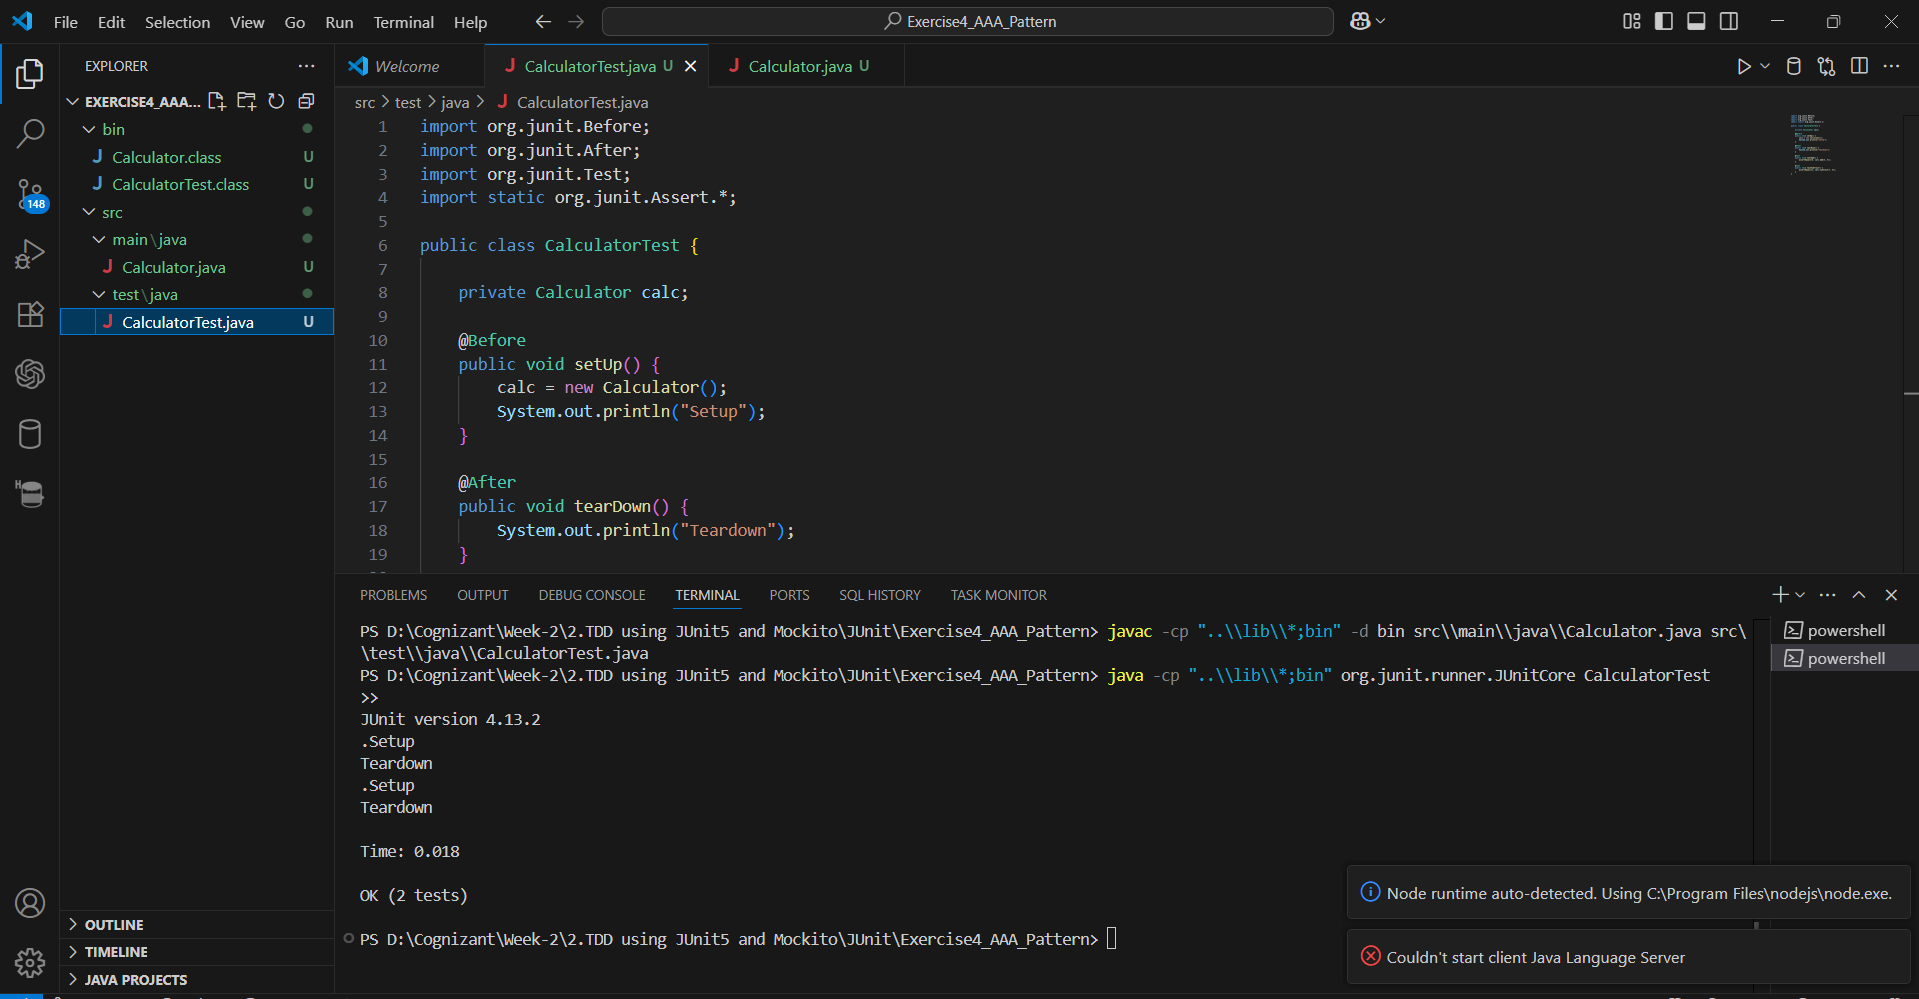 File Edit Selection View Go Run Terminal Help
Exercise4_AAA_Pattern
EXPLORER
EXERCISE4_AAA...
bin
Calculator.class U
CalculatorTest.class U
src
main\java
Calculator.java U
test\java
CalculatorTest.java U
148
OUTLINE
TIMELINE
JAVA PROJECTS
Welcome
CalculatorTest.java U
Calculator.java U
src > test > java > CalculatorTest.java
1 import org.junit.Before;
2 import org.junit.After;
3 import org.junit.Test;
4 import static org.junit.Assert.*;
5
6 public class CalculatorTest {
7
8     private Calculator calc;
9
10     @Before
11     public void setUp() {
12         calc = new Calculator();
13         System.out.println("Setup");
14     }
15
16     @After
17     public void tearDown() {
18         System.out.println("Teardown");
19     }
PROBLEMS OUTPUT DEBUG CONSOLE TERMINAL PORTS SQL HISTORY TASK MONITOR
PS D:\Cognizant\Week-2\2.TDD using JUnit5 and Mockito\JUnit\Exercise4_AAA_Pattern> javac -cp "..\\lib\\*;bin" -d bin src\\main\\java\\Calculator.java src\
\test\\java\\CalculatorTest.java
PS D:\Cognizant\Week-2\2.TDD using JUnit5 and Mockito\JUnit\Exercise4_AAA_Pattern> java -cp "..\\lib\\*;bin" org.junit.runner.JUnitCore CalculatorTest
>>
JUnit version 4.13.2
.Setup
Teardown
.Setup
Teardown
Time: 0.018
OK (2 tests)
PS D:\Cognizant\Week-2\2.TDD using JUnit5 and Mockito\JUnit\Exercise4_AAA_Pattern>
powershell
powershell
Node runtime auto-detected. Using C:\Program Files\nodejs\node.exe.
Couldn't start client Java Language Server